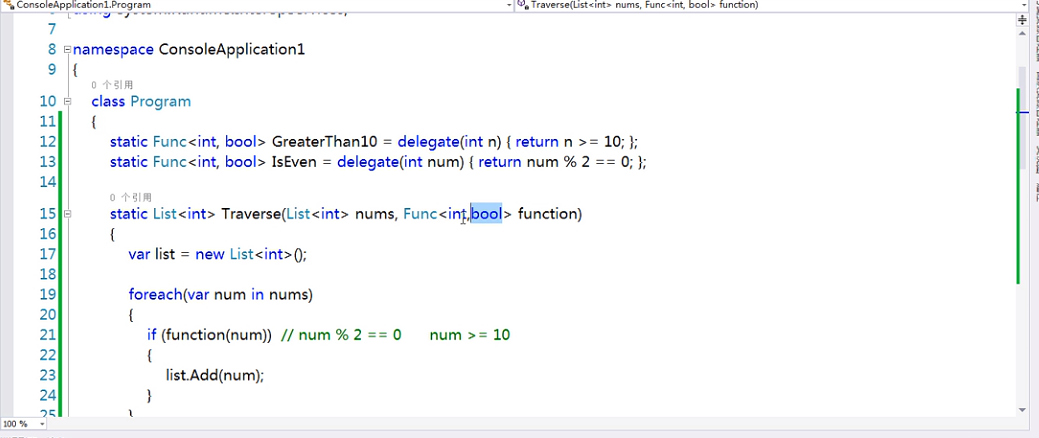 ConsoleApplication1.Program Traverse(List<int> nums, Func<int, bool> function)
7
8 namespace ConsoleApplication1
9 {
0 个引用
10 class Program
11 {
12 static Func<int, bool> GreaterThan10 = delegate(int n) { return n >= 10; };
13 static Func<int, bool> IsEven = delegate(int num) { return num % 2 == 0; };
14
0 个引用
15 static List<int> Traverse(List<int> nums, Func<int,bool> function)
16 {
17 var list = new List<int>();
18
19 foreach(var num in nums)
20 {
21 if (function(num)) // num % 2 == 0 num >= 10
22 {
23 list.Add(num);
24 }
25 }
100 %